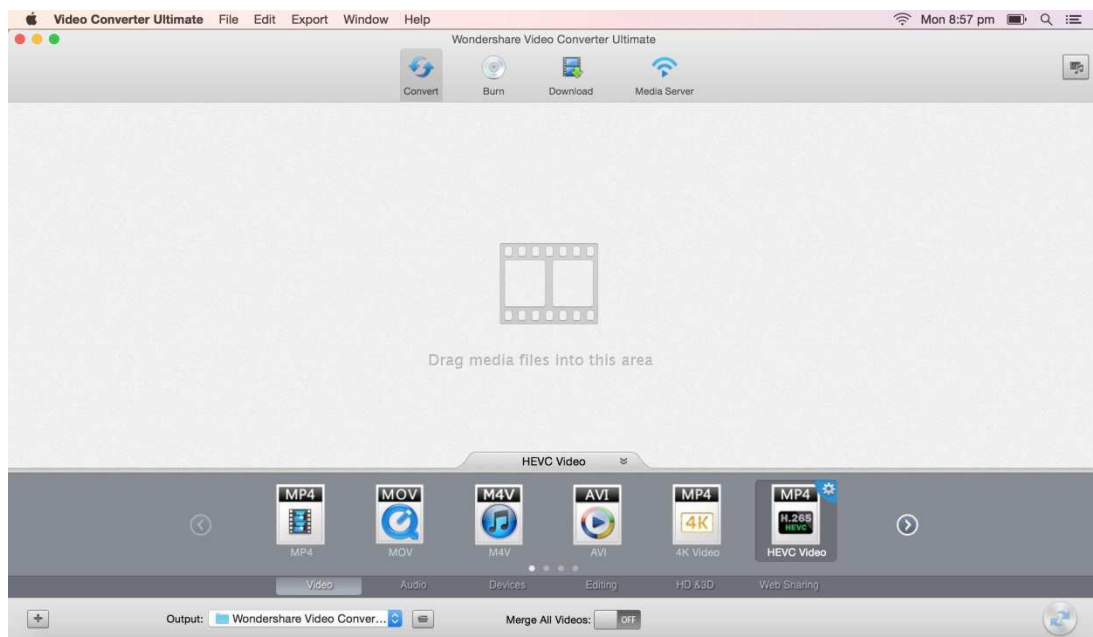 Video Converter Ultimate File Edit Export Window Help Mon 8:57 pm
Wondershare Video Converter Ultimate
Convert Burn Download Media Server
Drag media files into this area
HEVC Video
MP4 MOV M4V AVI MP4 MP4
4K H.265
HEVC
MP4 MOV M4V AVI 4K Video HEVC Video
Video Audio Devices Editing HD &3D Web Sharing
+ Output: Wondershare Video Conver... Merge All Videos: OFF